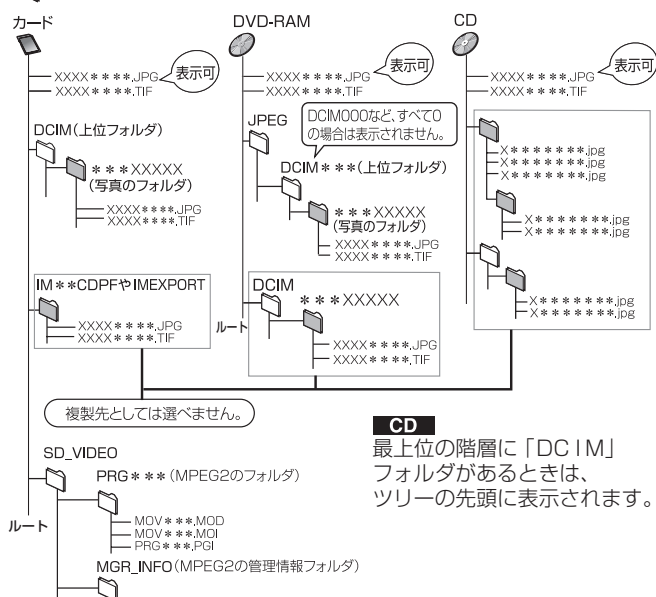 カード
XXXX＊＊＊＊.JPG
XXXX＊＊＊＊.TIF
表示可
DCIM(上位フォルダ)
＊＊＊XXXXX
(写真のフォルダ)
XXXX＊＊＊＊.JPG
XXXX＊＊＊＊.TIF
IM＊＊CDPFやIMEXPORT
XXXX＊＊＊＊.JPG
XXXX＊＊＊＊.TIF
DVD-RAM
XXXX＊＊＊＊.JPG
XXXX＊＊＊＊.TIF
表示可
JPEG
DCIM000など、すべて0
の場合は表示されません。
DCIM＊＊＊(上位フォルダ)
＊＊＊XXXXX
(写真のフォルダ)
XXXX＊＊＊＊.JPG
XXXX＊＊＊＊.TIF
DCIM
＊＊＊XXXXX
XXXX＊＊＊＊.JPG
XXXX＊＊＊＊.TIF
ルート
CD
XXXX＊＊＊＊.JPG
XXXX＊＊＊＊.TIF
表示可
X＊＊＊＊＊＊＊.jpg
X＊＊＊＊＊＊＊.jpg
X＊＊＊＊＊＊＊.jpg
X＊＊＊＊＊＊＊.jpg
X＊＊＊＊＊＊＊.jpg
X＊＊＊＊＊＊＊.jpg
X＊＊＊＊＊＊＊.jpg
複製先としては選べません。
SD_VIDEO
PRG＊＊＊(MPEG2のフォルダ)
MOV＊＊＊.MOD
MOV＊＊＊.MOI
PRG＊＊＊.PGI
ルート
MGR_INFO(MPEG2の管理情報フォルダ)
CD
最上位の階層に「DCIM」
フォルダがあるときは、
ツリーの先頭に表示されます。